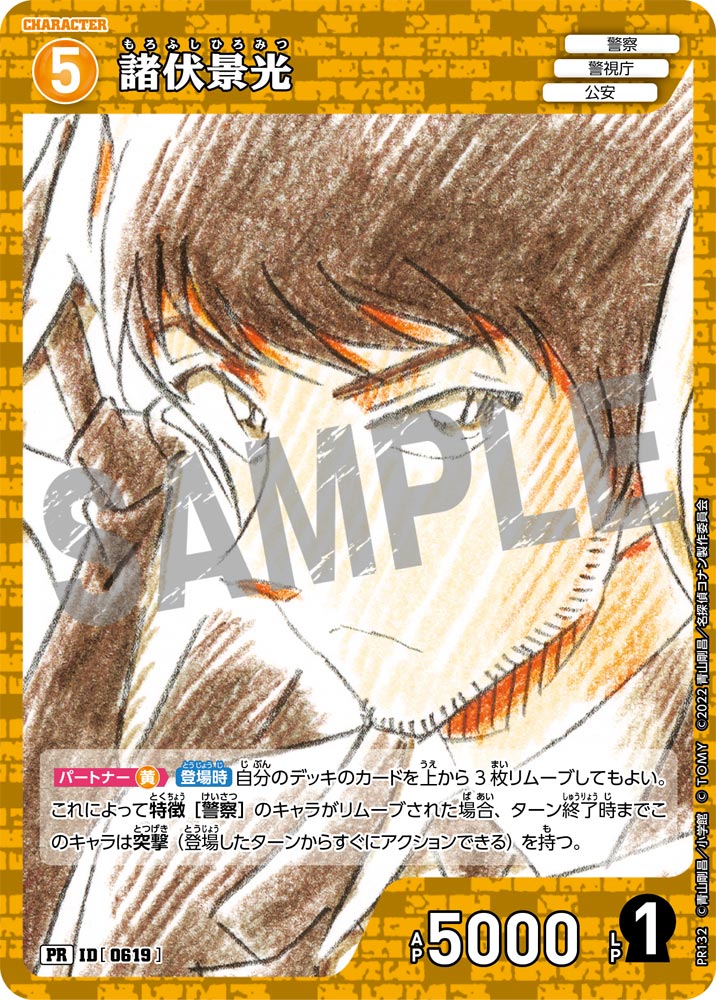 CHARACTER
5
もろふしひろみつ
諸伏景光
警察
警視庁
公安
SAMPLE
パートナー 黄 登場時 自分のデッキのカードを上から3枚リムーブしてもよい。
これによって特徴［警察］のキャラがリムーブされた場合、ターン終了時までこ
のキャラは突撃（登場したターンからすぐにアクションできる）を持つ。
AP 5000
LP 1
PR ID[ 0619 ]
PR132 ©青山剛昌／小学館 © TOMY ©2022 青山剛昌／名探偵コナン製作委員会